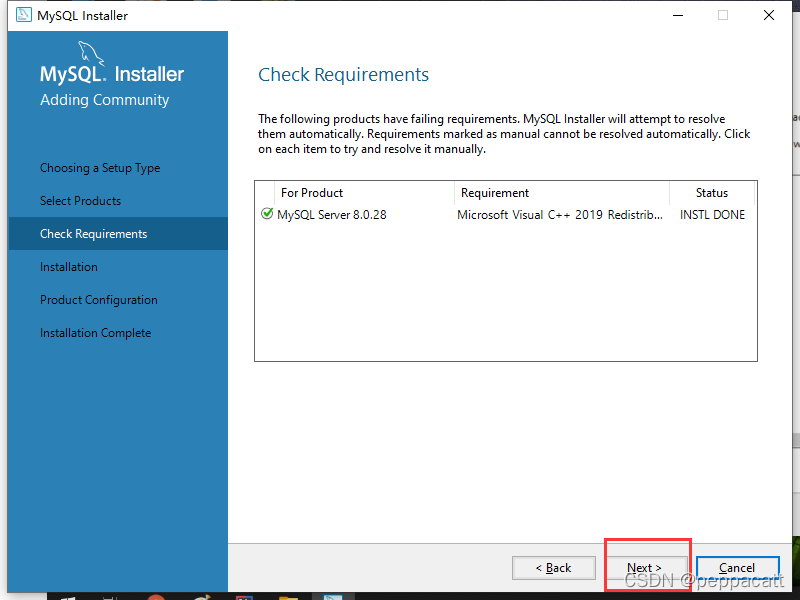 MySQL Installer
MySQL. Installer
Adding Community
Choosing a Setup Type
Select Products
Check Requirements
Installation
Product Configuration
Installation Complete
Check Requirements
The following products have failing requirements. MySQL Installer will attempt to resolve
them automatically. Requirements marked as manual cannot be resolved automatically. Click
on each item to try and resolve it manually.
For Product Requirement Status
MySQL Server 8.0.28 Microsoft Visual C++ 2019 Redistrib... INSTL DONE
< Back Next > Cancel
CSDN @peppacatt